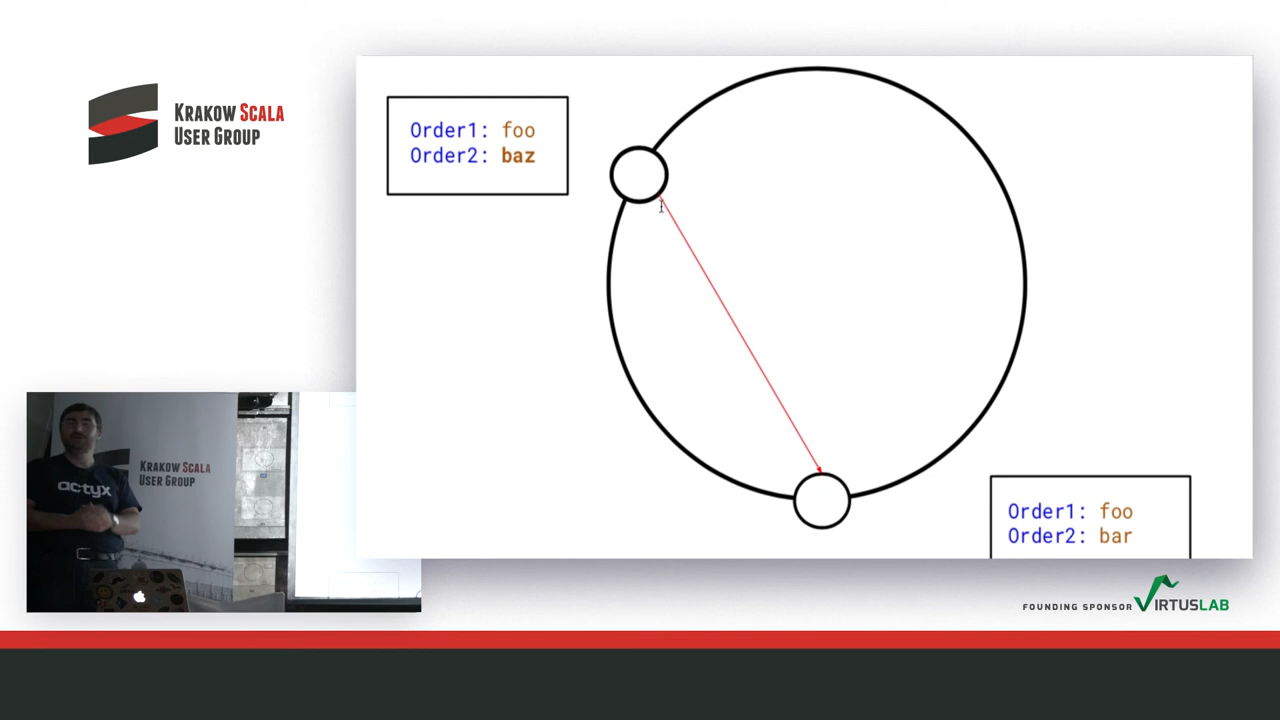 KRAKOW SCALA
USER GROUP
Order1: foo
Order2: baz
Order1: foo
Order2: bar
actyx
KRAKOW SCALA
USER GROUP
FOUNDING SPONSOR VIRTUSLAB